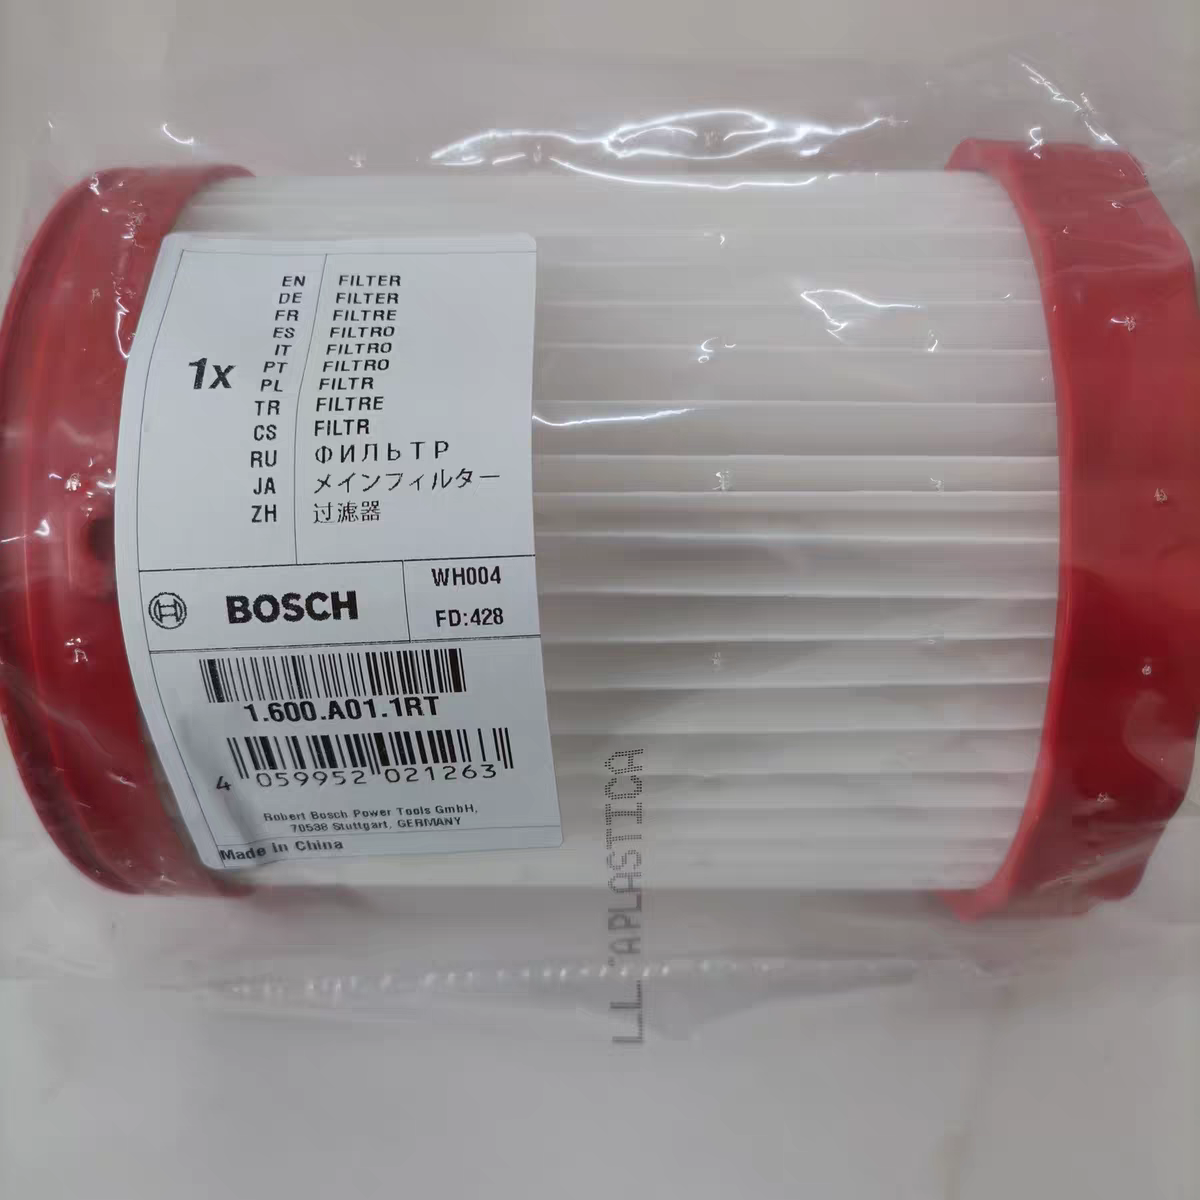 1x
EN FILTER
DE FILTER
FR FILTRE
ES FILTRO
IT FILTRO
PT FILTRO
PL FILTR
TR FILTRE
CS FILTR
RU ФИЛЬТР
JA メインフィルター
ZH 过滤器
BOSCH
WH004
FD:428
1.600.A01.1RT
4 059952 021263
Robert Bosch Power Tools GmbH,
70538 Stuttgart, GERMANY
Made in China